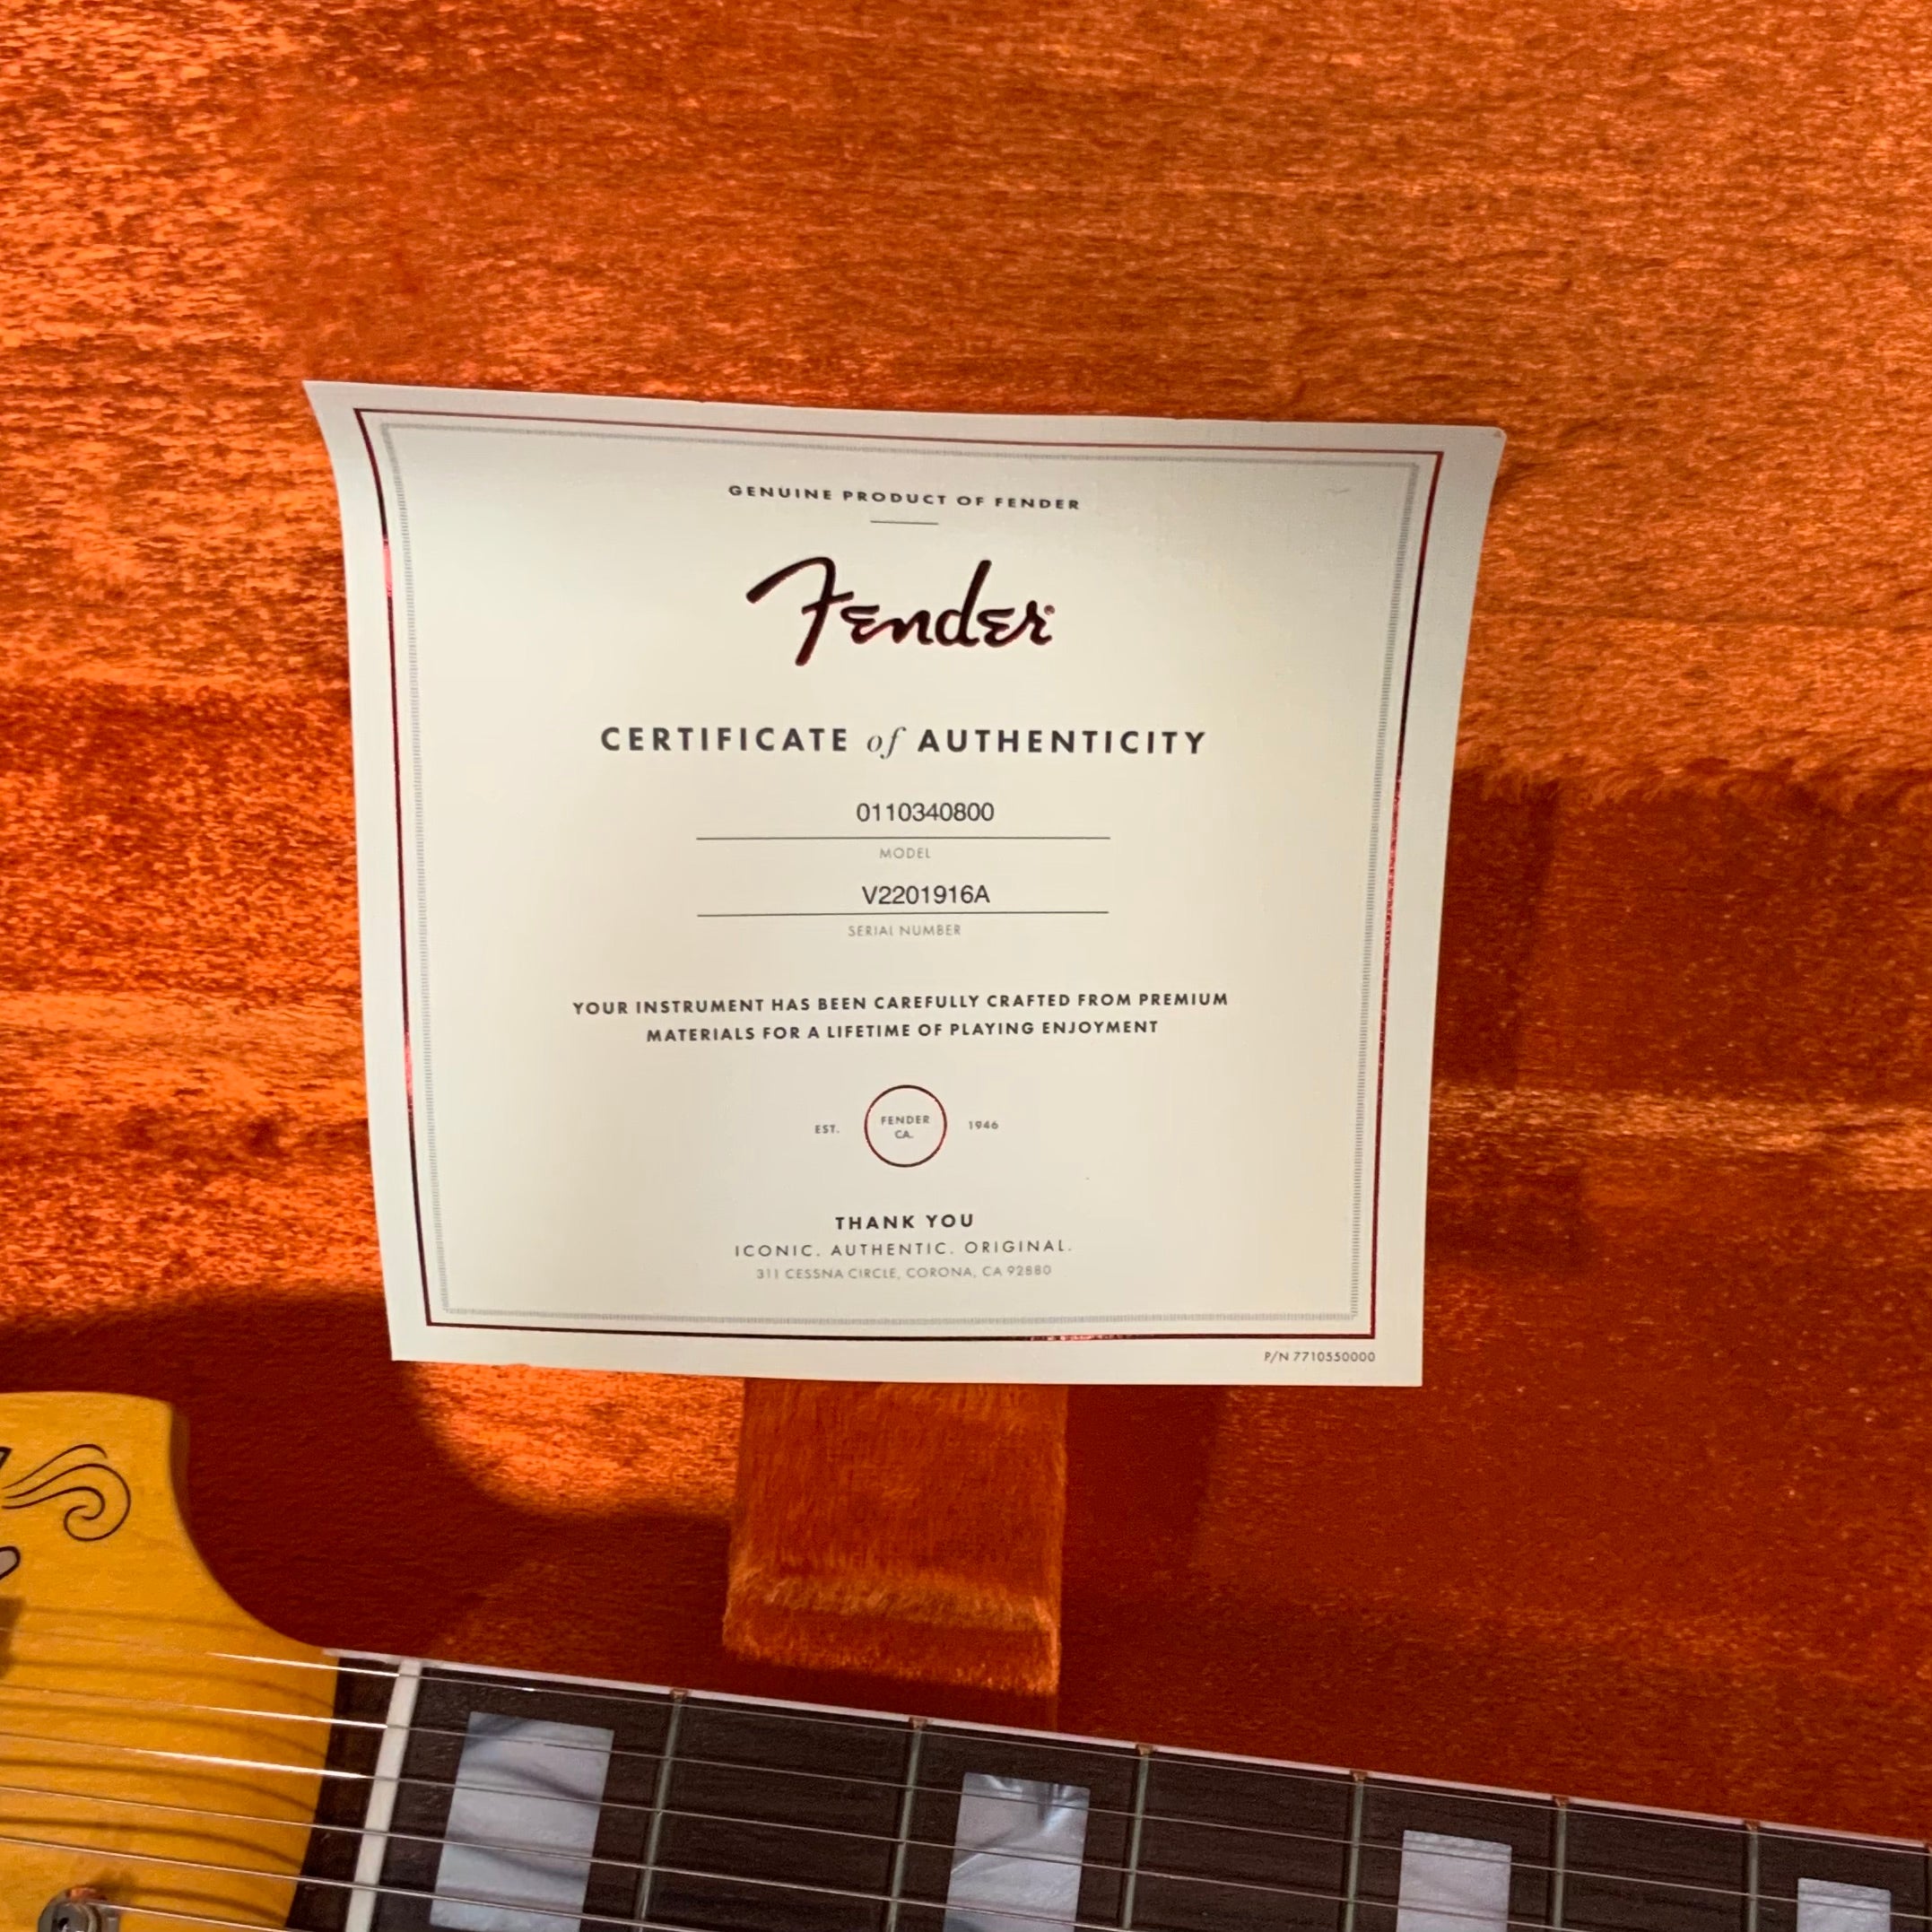 GENUINE PRODUCT OF FENDER
Fender®
CERTIFICATE of AUTHENTICITY
0110340800
MODEL
V2201916A
SERIAL NUMBER
YOUR INSTRUMENT HAS BEEN CAREFULLY CRAFTED FROM PREMIUM
MATERIALS FOR A LIFETIME OF PLAYING ENJOYMENT
EST. FENDER CA. 1946
THANK YOU
ICONIC. AUTHENTIC. ORIGINAL.
311 CESSNA CIRCLE, CORONA, CA 92880
P/N 7710550000